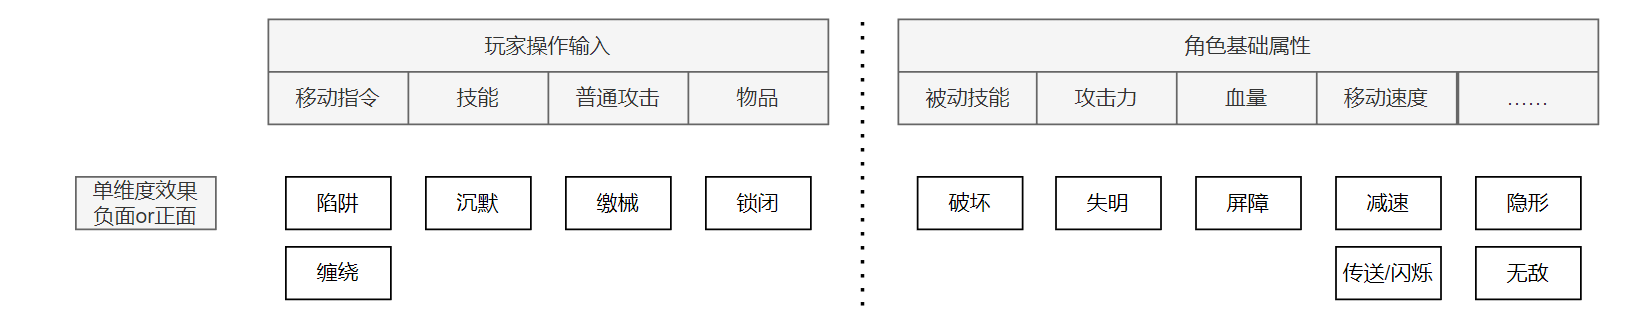 玩家操作输入
角色基础属性
移动指令
技能
普通攻击
物品
被动技能
攻击力
血量
移动速度
……
单维度效果
负面or正面
陷阱
沉默
缴械
锁闭
破坏
失明
屏障
减速
隐形
缠绕
传送/闪烁
无敌